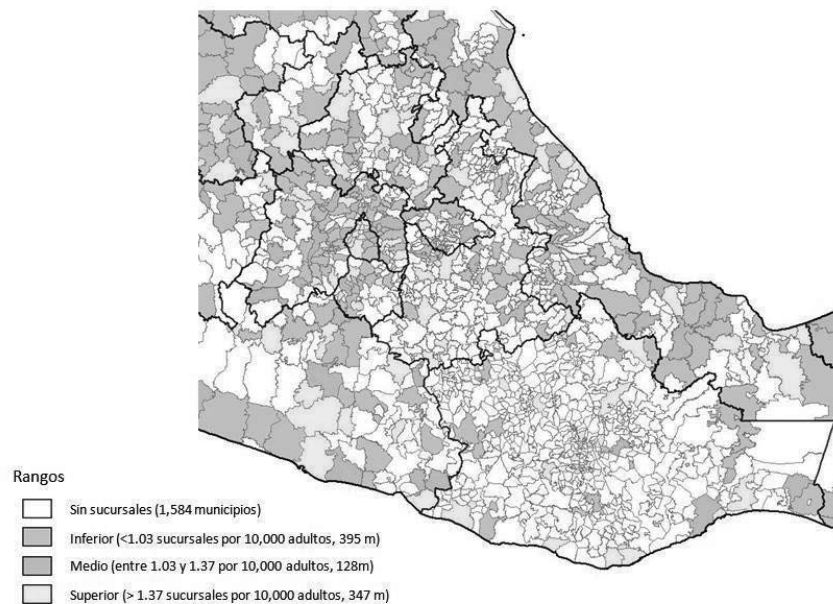 Rangos
Sin sucursales (1,584 municipios)
Inferior (<1.03 sucursales por 10,000 adultos, 395 m)
Medio (entre 1.03 y 1.37 por 10,000 adultos, 128m)
Superior (> 1.37 sucursales por 10,000 adultos, 347 m)